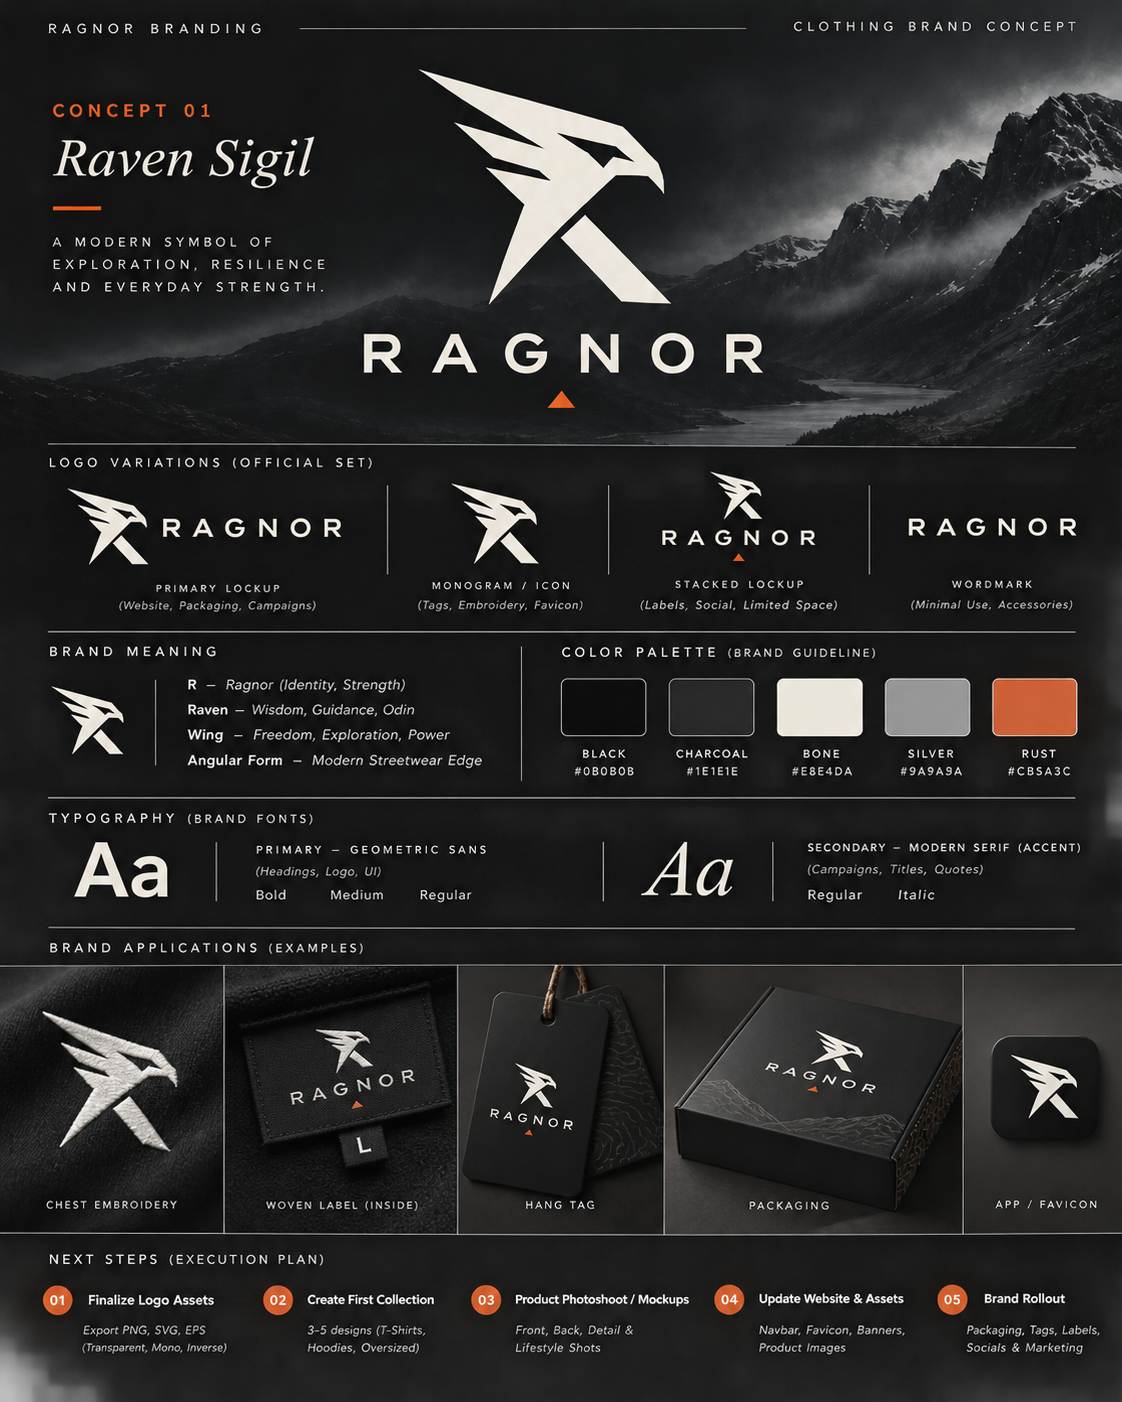 RAGNOR BRANDING
CLOTHING BRAND CONCEPT
CONCEPT 01
Raven Sigil
A MODERN SYMBOL OF
EXPLORATION, RESILIENCE
AND EVERYDAY STRENGTH.
RAGNOR
LOGO VARIATIONS (OFFICIAL SET)
RAGNOR
PRIMARY LOCKUP
(Website, Packaging, Campaigns)
MONOGRAM / ICON
(Tags, Embroidery, Favicon)
RAGNOR
STACKED LOCKUP
(Labels, Social, Limited Space)
RAGNOR
WORDMARK
(Minimal Use, Accessories)
BRAND MEANING
R — Ragnor (Identity, Strength)
Raven — Wisdom, Guidance, Odin
Wing — Freedom, Exploration, Power
Angular Form — Modern Streetwear Edge
COLOR PALETTE (BRAND GUIDELINE)
BLACK
#0B0B0B
CHARCOAL
#1E1E1E
BONE
#E8E4DA
SILVER
#9A9A9A
RUST
#CB5A3C
TYPOGRAPHY (BRAND FONTS)
Aa
PRIMARY — GEOMETRIC SANS
(Headings, Logo, UI)
Bold Medium Regular
Aa
SECONDARY — MODERN SERIF (ACCENT)
(Campaigns, Titles, Quotes)
Regular Italic
BRAND APPLICATIONS (EXAMPLES)
CHEST EMBROIDERY
RAGNOR
L
WOVEN LABEL (INSIDE)
RAGNOR
HANG TAG
RAGNOR
PACKAGING
APP / FAVICON
NEXT STEPS (EXECUTION PLAN)
01 Finalize Logo Assets
Export PNG, SVG, EPS
(Transparent, Mono, Inverse)
02 Create First Collection
3-5 designs (T-Shirts,
Hoodies, Oversized)
03 Product Photoshoot / Mockups
Front, Back, Detail &
Lifestyle Shots
04 Update Website & Assets
Navbar, Favicon, Banners,
Product Images
05 Brand Rollout
Packaging, Tags, Labels,
Socials & Marketing